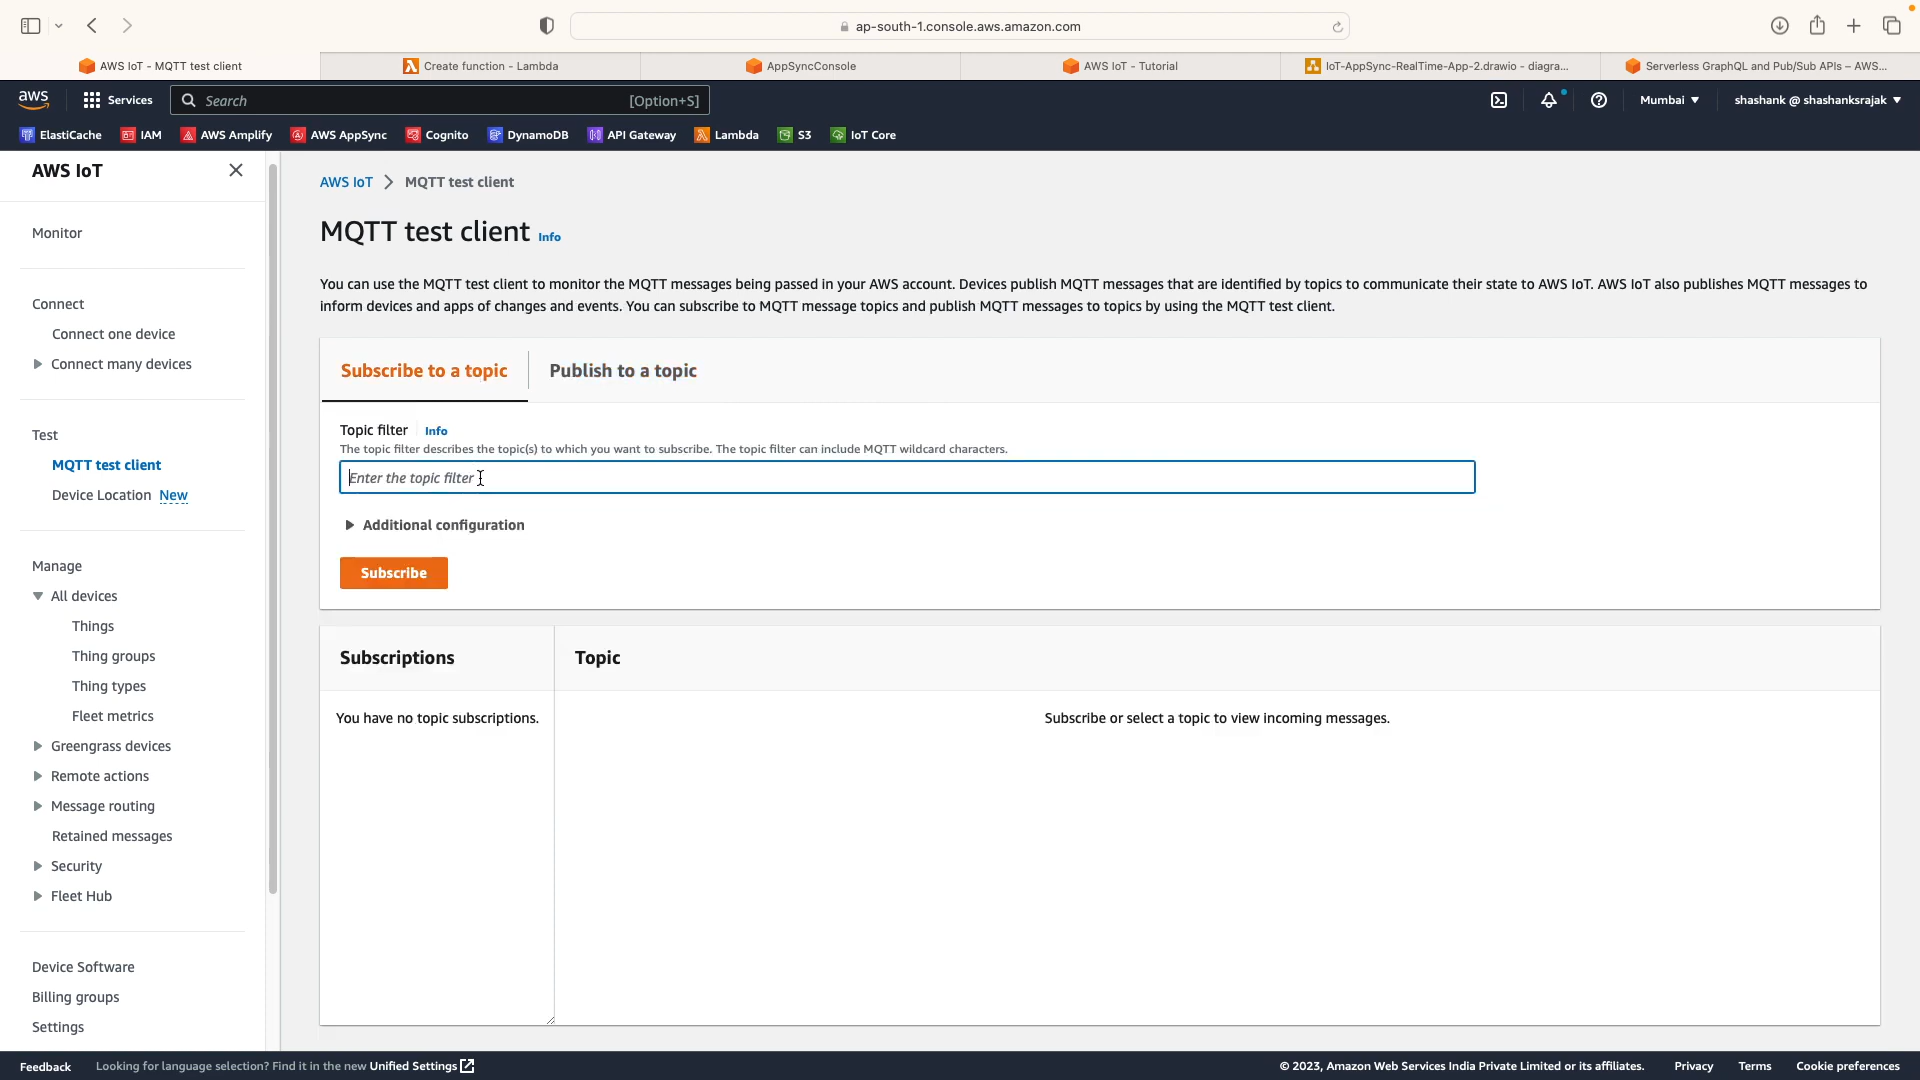 ap-south-1.console.aws.amazon.com
AWS IoT - MQTT test client
Create function - Lambda
AppSyncConsole
AWS IoT - Tutorial
IoT-AppSync-RealTime-App-2.drawio - diagra...
Serverless GraphQL and Pub/Sub APIs – AWS...
aws
Services
Search
[Option+S]
Mumbai
shashank @ shashanksrajak
ElastiCache
IAM
AWS Amplify
AWS AppSync
Cognito
DynamoDB
API Gateway
Lambda
S3
IoT Core
AWS IoT
Monitor
Connect
Connect one device
Connect many devices
Test
MQTT test client
Device Location New
Manage
All devices
Things
Thing groups
Thing types
Fleet metrics
Greengrass devices
Remote actions
Message routing
Retained messages
Security
Fleet Hub
Device Software
Billing groups
Settings
AWS IoT > MQTT test client
MQTT test client Info
You can use the MQTT test client to monitor the MQTT messages being passed in your AWS account. Devices publish MQTT messages that are identified by topics to communicate their state to AWS IoT. AWS IoT also publishes MQTT messages to
inform devices and apps of changes and events. You can subscribe to MQTT message topics and publish MQTT messages to topics by using the MQTT test client.
Subscribe to a topic
Publish to a topic
Topic filter Info
The topic filter describes the topic(s) to which you want to subscribe. The topic filter can include MQTT wildcard characters.
Enter the topic filter
Additional configuration
Subscribe
Subscriptions
Topic
You have no topic subscriptions.
Subscribe or select a topic to view incoming messages.
Feedback
Looking for language selection? Find it in the new Unified Settings
© 2023, Amazon Web Services India Private Limited or its affiliates.
Privacy
Terms
Cookie preferences